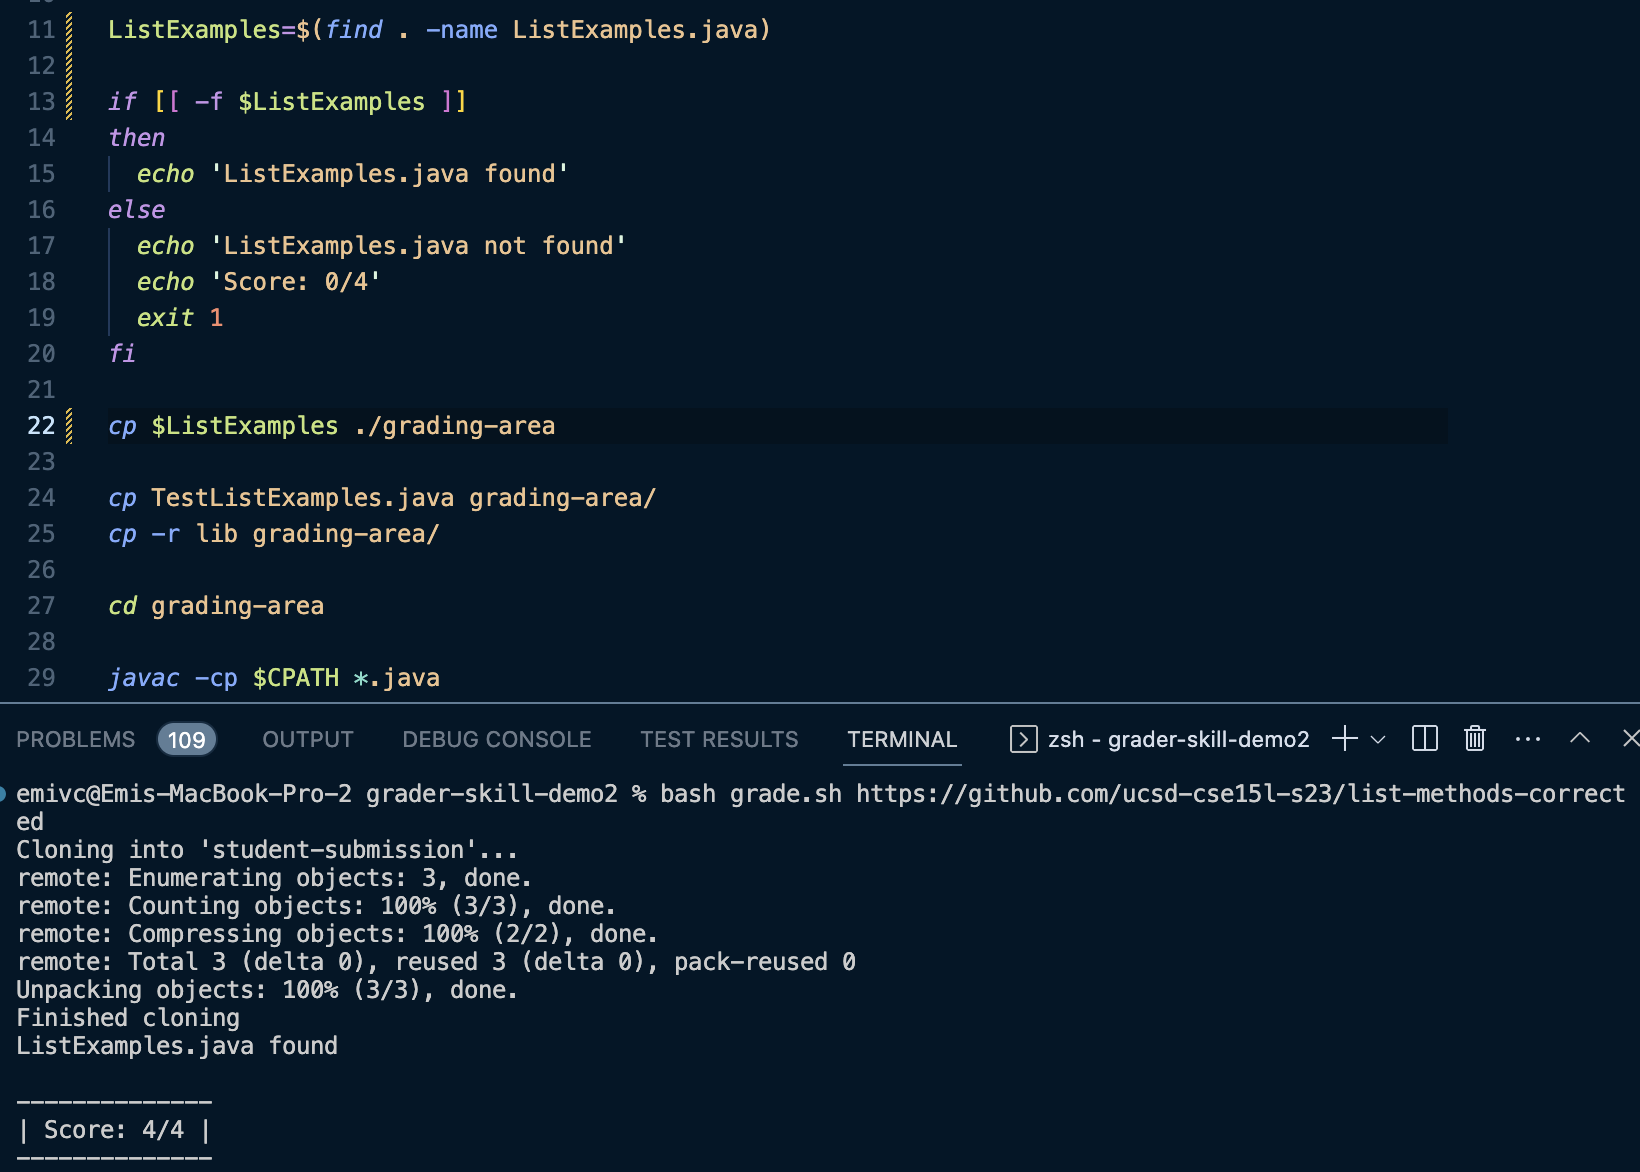 11 ListExamples=$(find . -name ListExamples.java)
12
13 if [[ -f $ListExamples ]]
14 then
15 echo 'ListExamples.java found'
16 else
17 echo 'ListExamples.java not found'
18 echo 'Score: 0/4'
19 exit 1
20 fi
21
22 cp $ListExamples ./grading-area
23
24 cp TestListExamples.java grading-area/
25 cp -r lib grading-area/
26
27 cd grading-area
28
29 javac -cp $CPATH *.java
PROBLEMS 109 OUTPUT DEBUG CONSOLE TEST RESULTS TERMINAL zsh - grader-skill-demo2
emivc@Emis-MacBook-Pro-2 grader-skill-demo2 % bash grade.sh https://github.com/ucsd-cse15l-s23/list-methods-correct
ed
Cloning into 'student-submission'...
remote: Enumerating objects: 3, done.
remote: Counting objects: 100% (3/3), done.
remote: Compressing objects: 100% (2/2), done.
remote: Total 3 (delta 0), reused 3 (delta 0), pack-reused 0
Unpacking objects: 100% (3/3), done.
Finished cloning
ListExamples.java found
--------------
| Score: 4/4 |
--------------